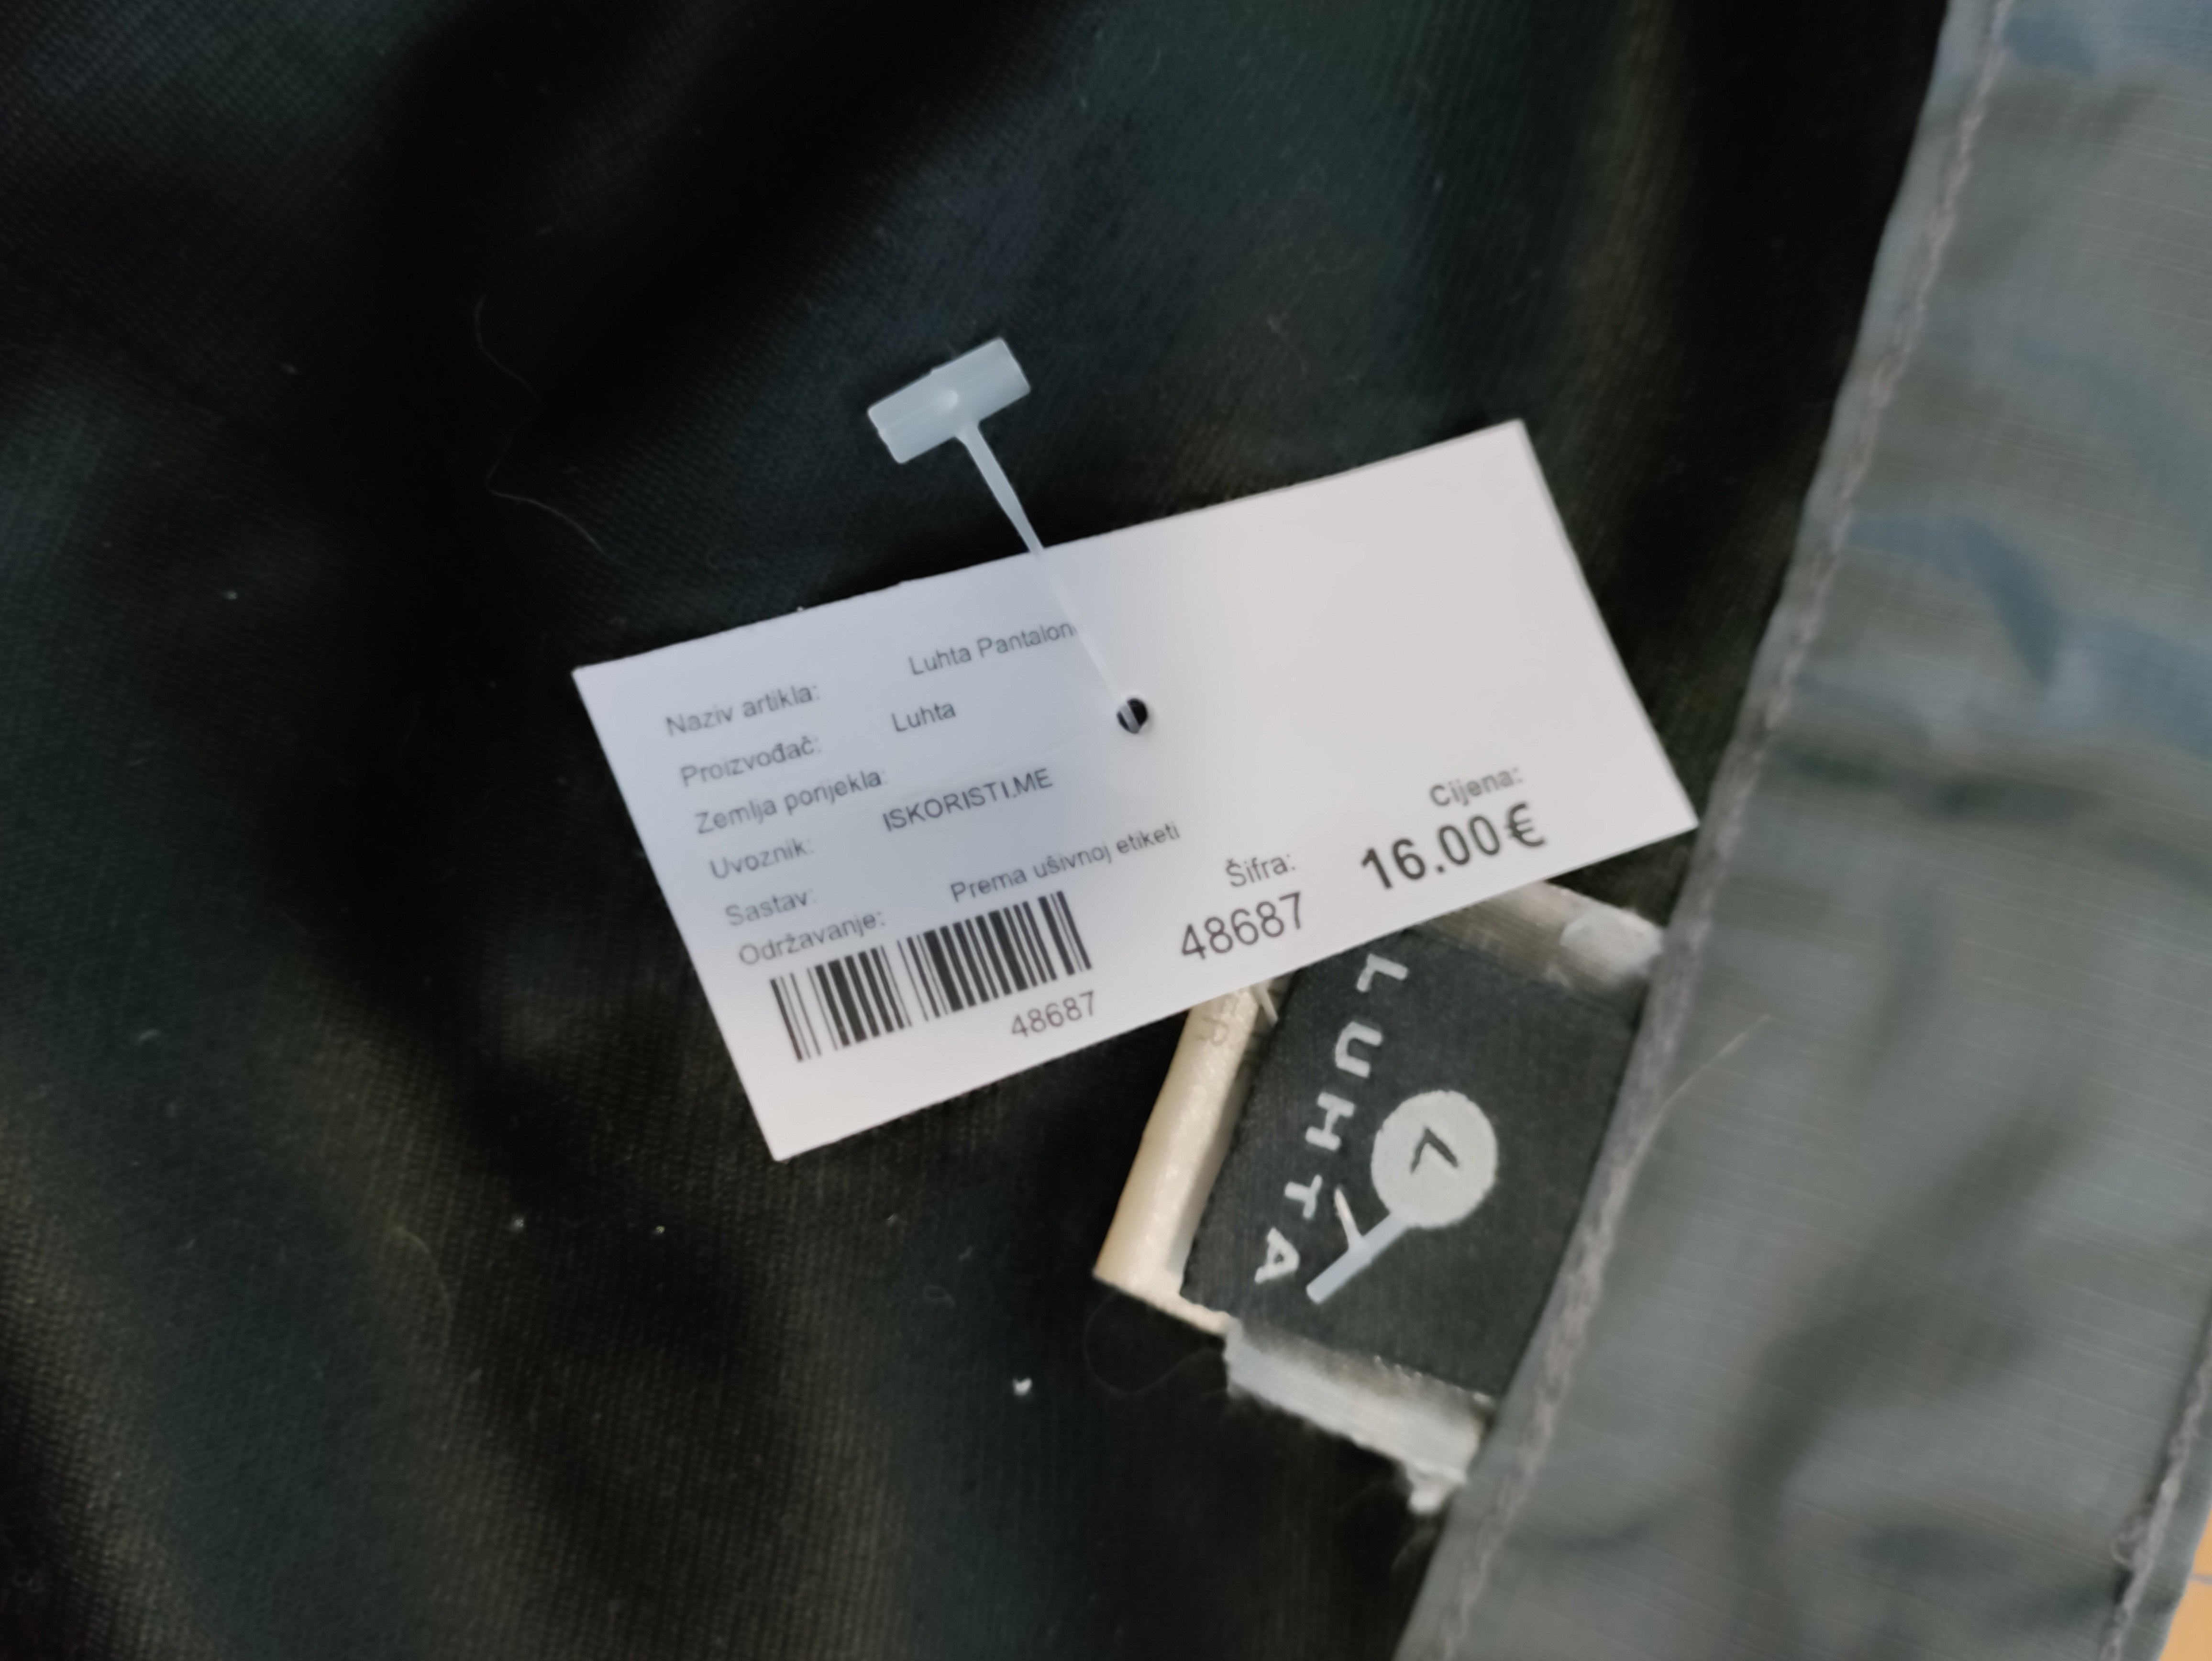 Naziv artikla: Luhta Pantalon
Proizvođač: Luhta
Zemlja porijekla:
Uvoznik: ISKORISTI.ME
Sastav:
Održavanje: Prema ušivnoj etiketi
48687
Šifra:
48687
Cijena:
16.00€
LUHTA
L